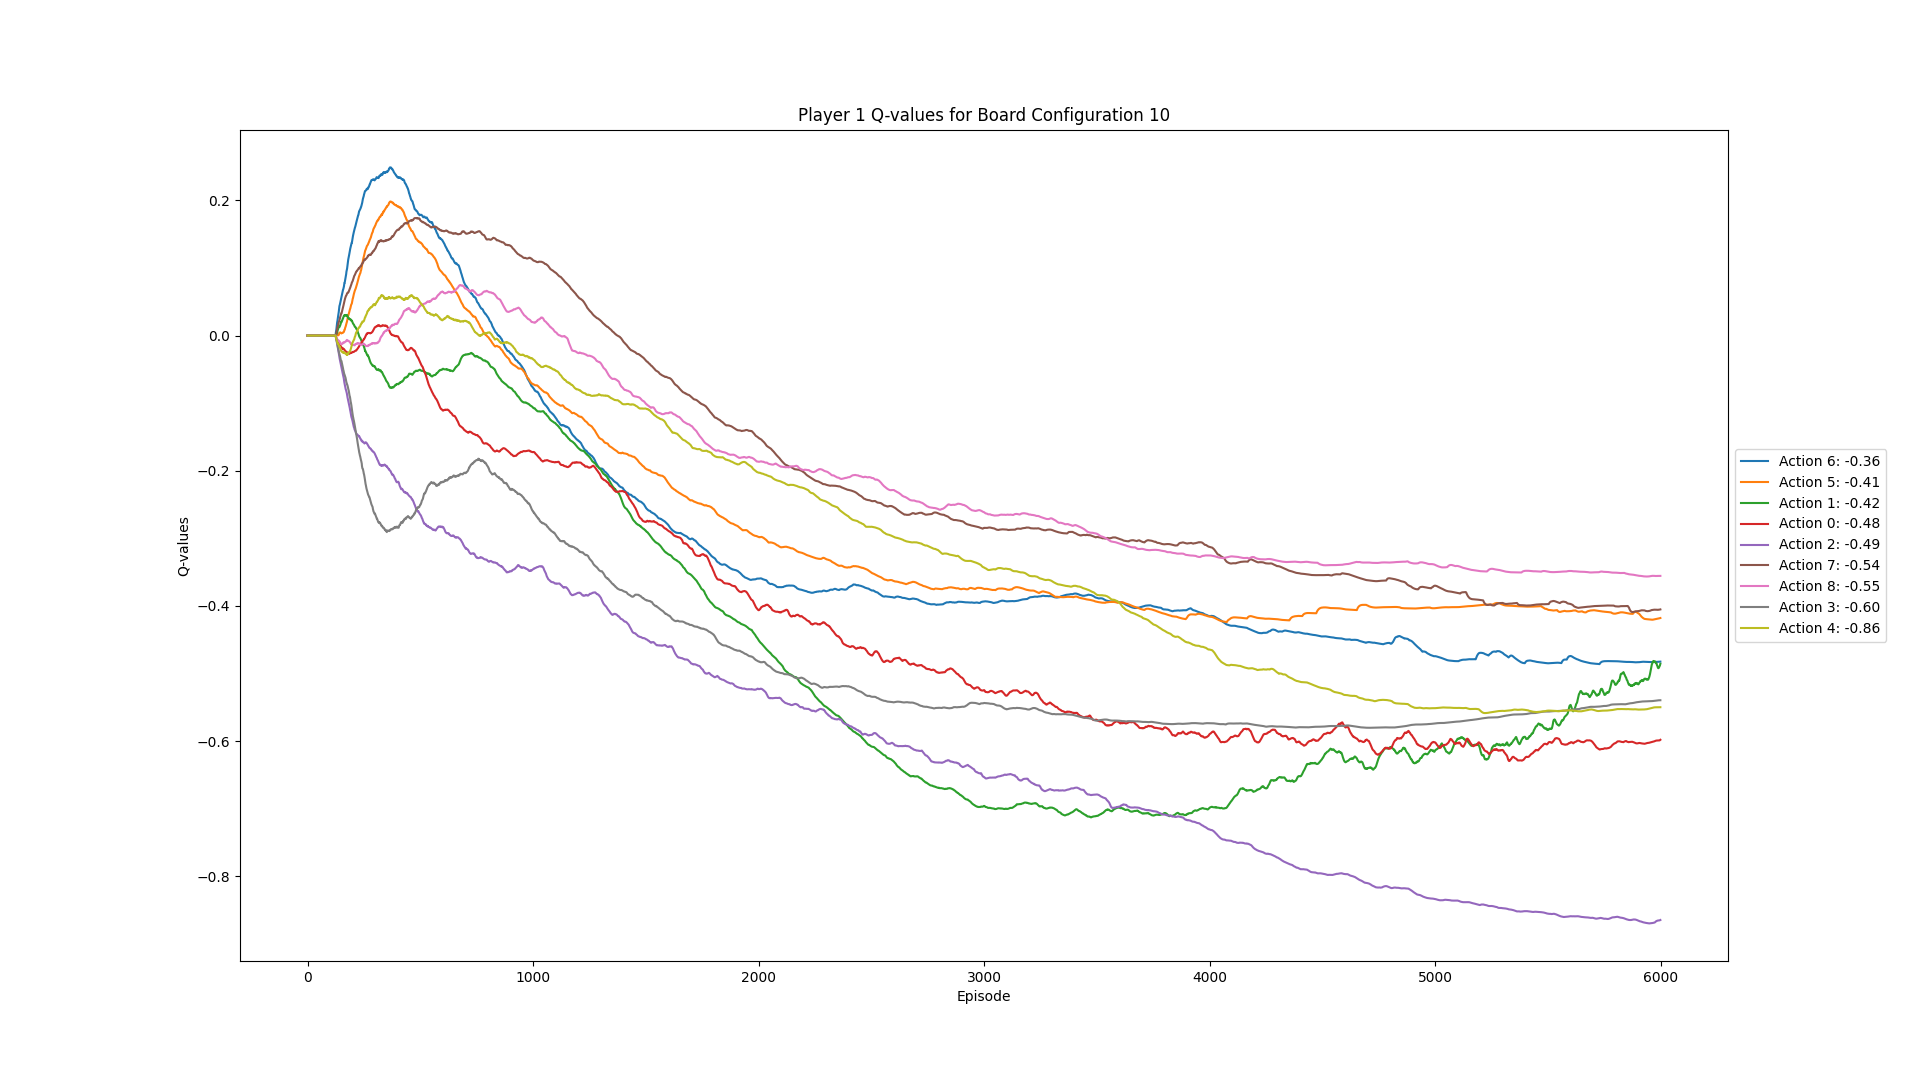 Player 1 Q-values for Board Configuration 10
0.2
0.0
−0.2
−0.4
−0.6
−0.8
Q-values
0 1000 2000 3000 4000 5000 6000
Episode
Action 6: -0.36
Action 5: -0.41
Action 1: -0.42
Action 0: -0.48
Action 2: -0.49
Action 7: -0.54
Action 8: -0.55
Action 3: -0.60
Action 4: -0.86